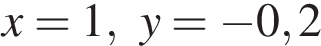 x = 1, y = −0,2